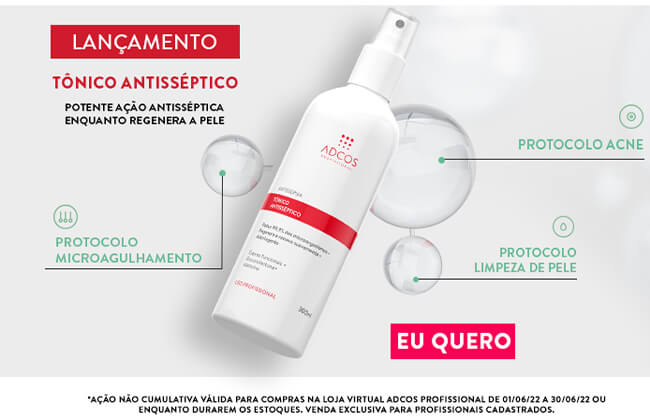 LANÇAMENTO
TÔNICO ANTISSÉPTICO
POTENTE AÇÃO ANTISSÉPTICA
ENQUANTO REGENERA A PELE
PROTOCOLO ACNE
PROTOCOLO
MICROAGULHAMENTO
PROTOCOLO
LIMPEZA DE PELE
ADCOS
PROFISSIONAL
TÔNICO
ANTISSÉPTICO
USO PROFISSIONAL
EU QUERO
*AÇÃO NÃO CUMULATIVA VÁLIDA PARA COMPRAS NA LOJA VIRTUAL ADCOS PROFISSIONAL DE 01/06/22 A 30/06/22 OU
ENQUANTO DURAREM OS ESTOQUES. VENDA EXCLUSIVA PARA PROFISSIONAIS CADASTRADOS.